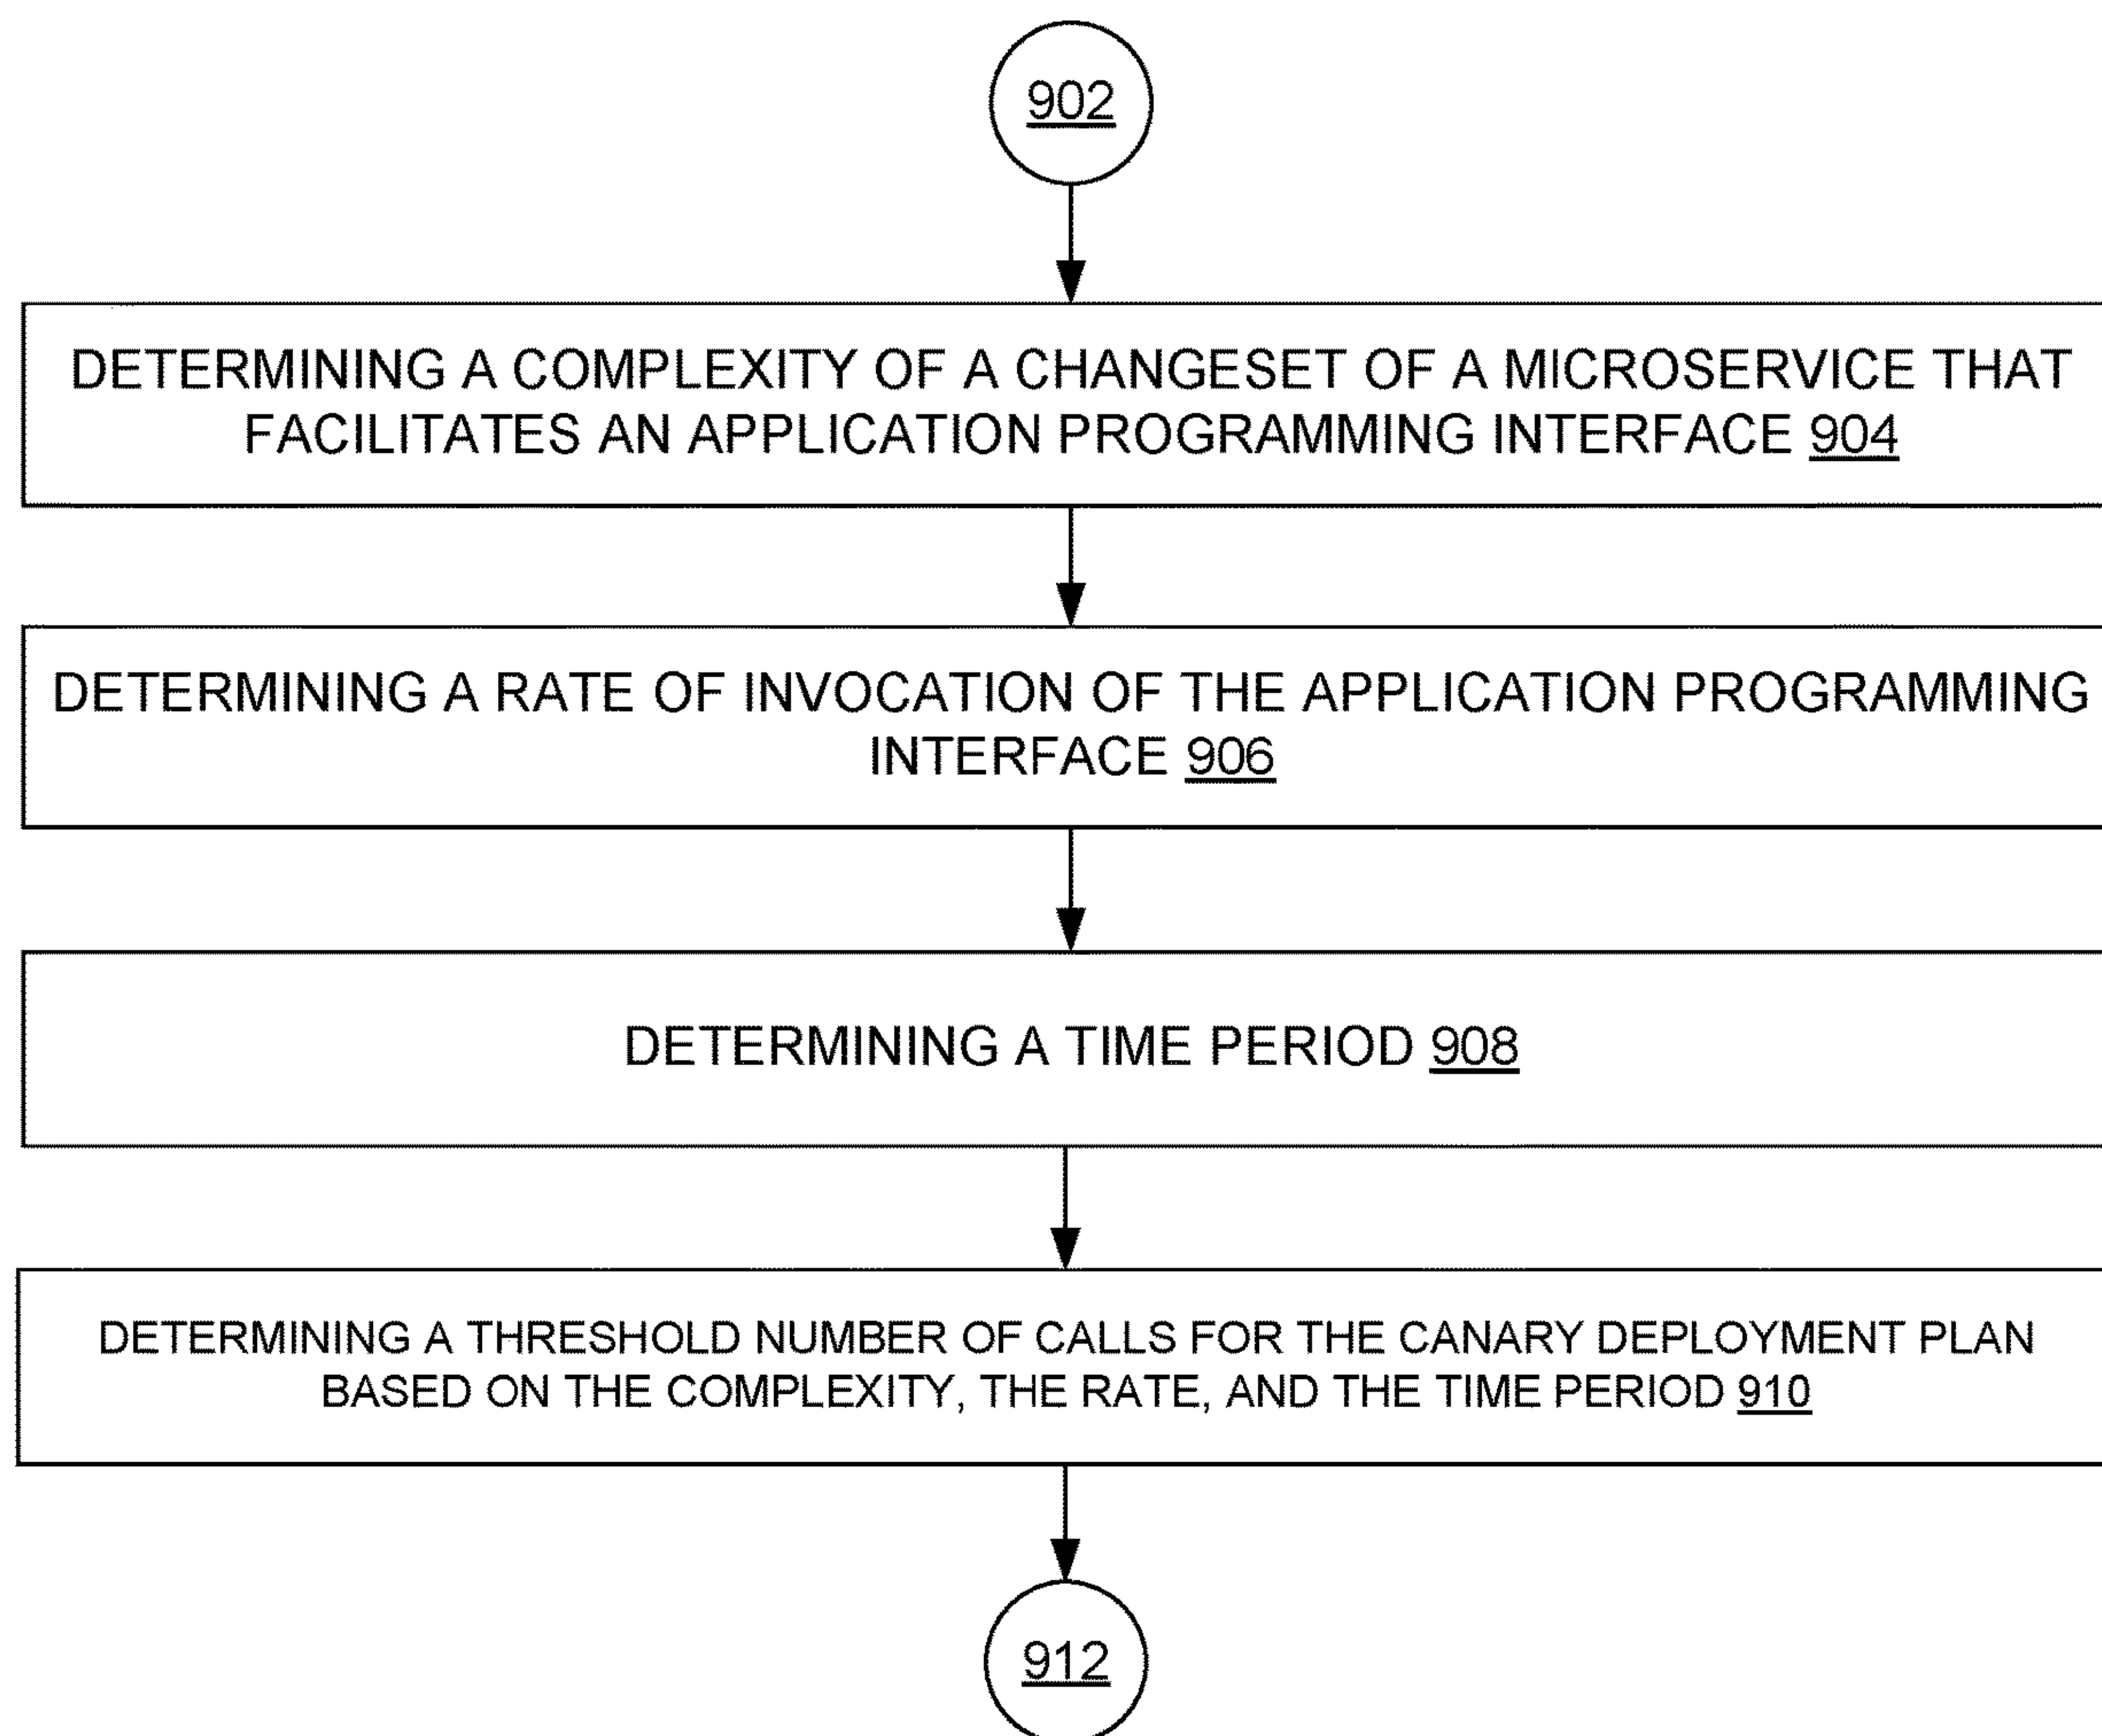 902
DETERMINING A COMPLEXITY OF A CHANGESET OF A MICROSERVICE THAT
FACILITATES AN APPLICATION PROGRAMMING INTERFACE 904
DETERMINING A RATE OF INVOCATION OF THE APPLICATION PROGRAMMING
INTERFACE 906
DETERMINING A TIME PERIOD 908
DETERMINING A THRESHOLD NUMBER OF CALLS FOR THE CANARY DEPLOYMENT PLAN
BASED ON THE COMPLEXITY, THE RATE, AND THE TIME PERIOD 910
912